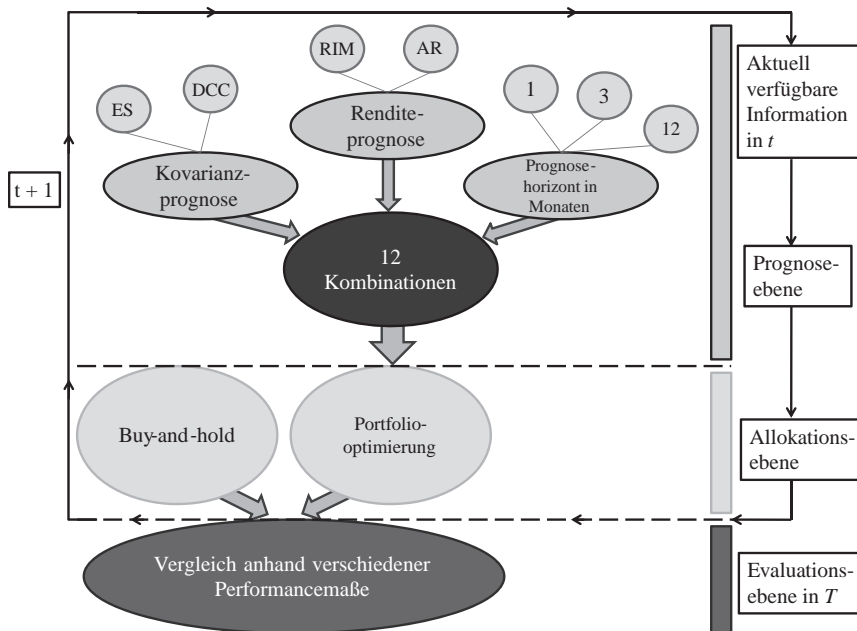 RIM
AR
DCC
ES
1
3
12
Rendite-
prognose
Kovarianz-
prognose
Prognose-
horizont in
Monaten
t + 1
12
Kombinationen
Buy-and-hold
Portfolio-
optimierung
Vergleich anhand verschiedener
Performancemaße
Aktuell
verfügbare
Information
in t
Prognose-
ebene
Allokations-
ebene
Evaluations-
ebene in T